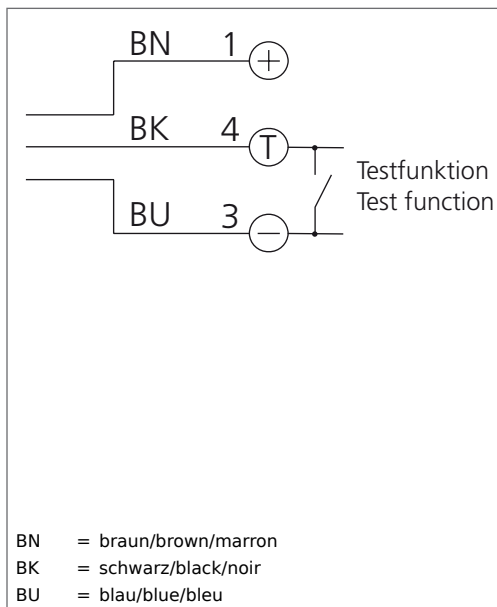 BN 1 +
BK 4 T
Testfunktion
Test function
BU 3 −
BN = braun/brown/marron
BK = schwarz/black/noir
BU = blau/blue/bleu